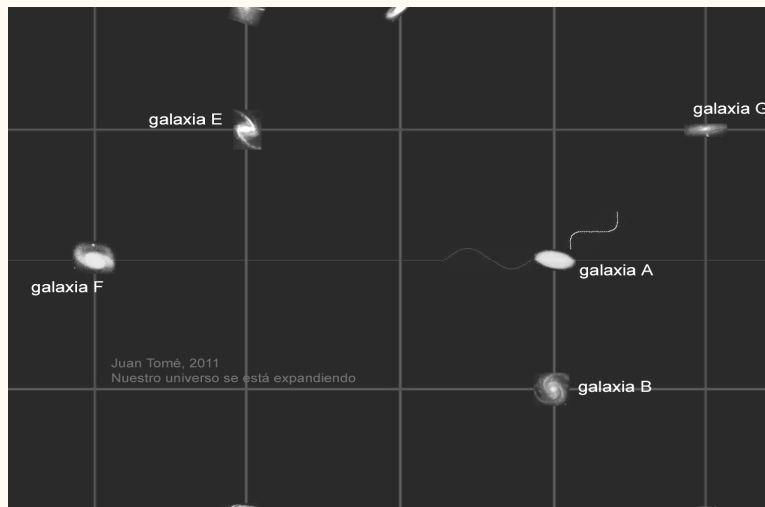 galaxia G
galaxia E
galaxia A
galaxia F
Juan Tomé, 2011
Nuestro universo se está expandiendo
galaxia B